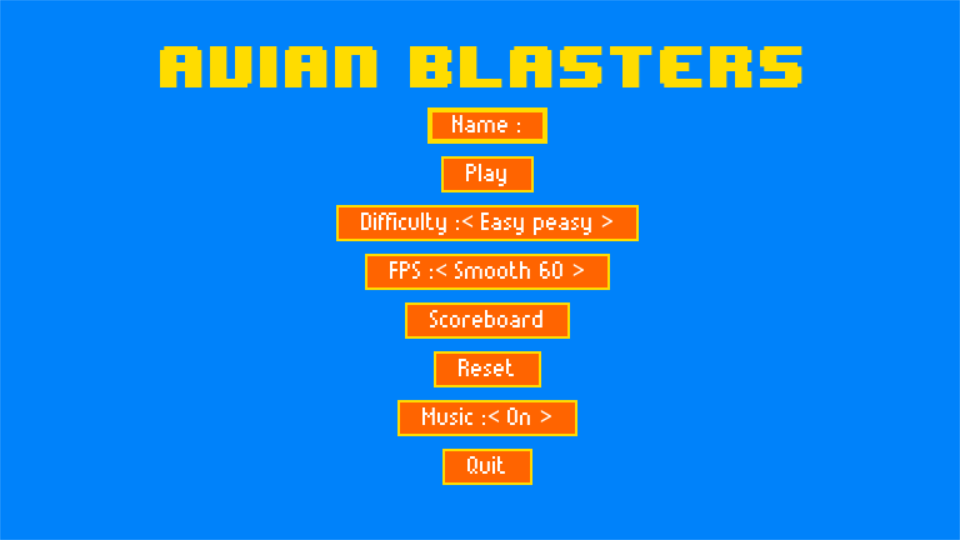 AVIAN BLASTERS
Name :
Play
Difficulty :< Easy peasy >
FPS :< Smooth 60 >
Scoreboard
Reset
Music :< On >
Quit